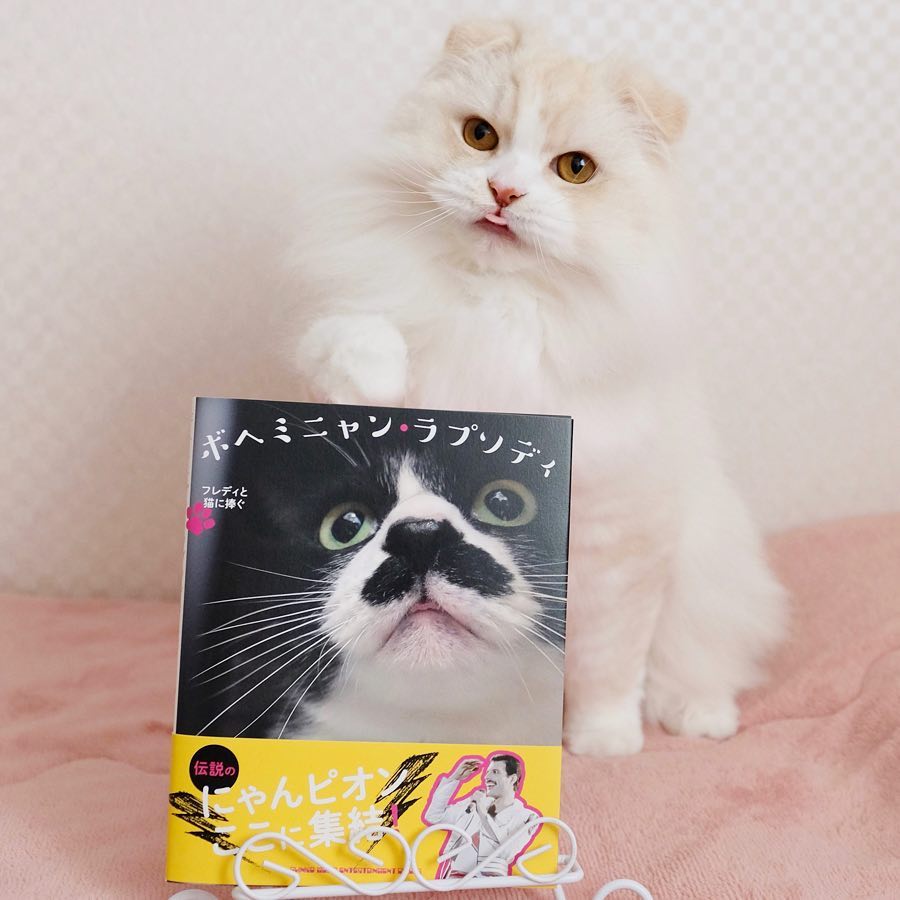 ボヘミニャン・ラプソディ
フレディと
猫に捧ぐ
伝説の
にゃんピオン
ここに集結!